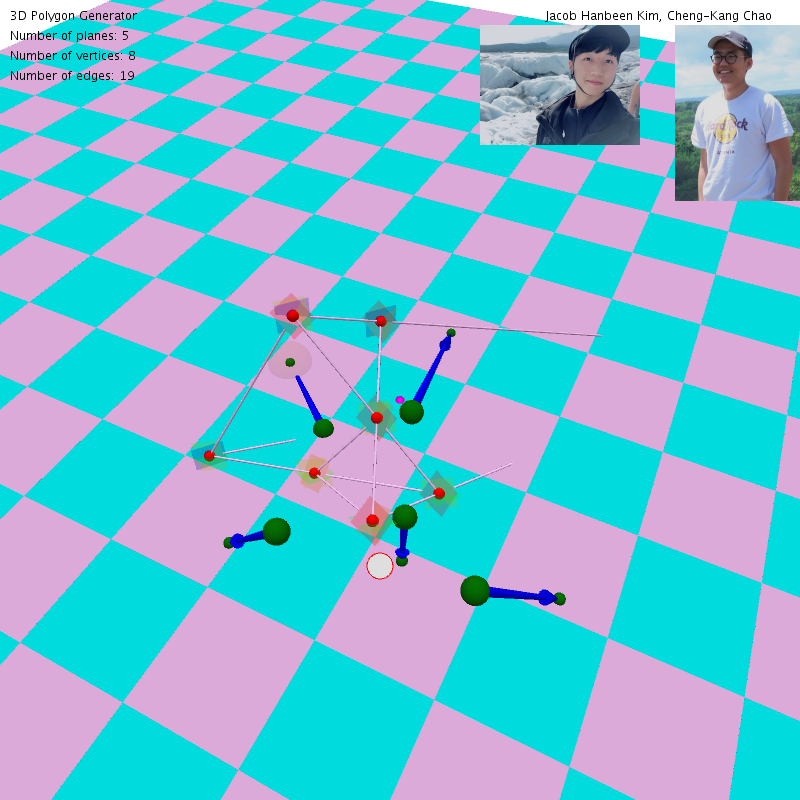 3D Polygon Generator
Jacob Hanbeen Kim, Cheng-Kang Chao
Number of planes: 5
Number of vertices: 8
Number of edges: 19